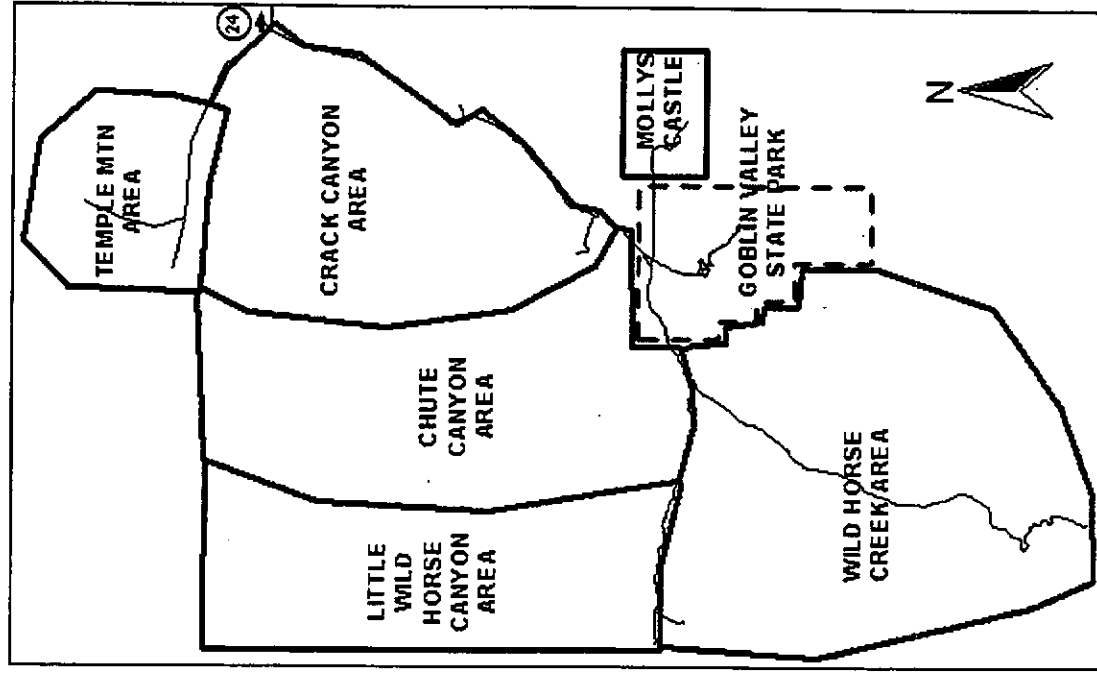 24
TEMPLE MTN
AREA
CRACK CANYON
AREA
MOLLYS
CASTLE
CHUTE
CANYON
AREA
GOBLIN VALLEY
STATE PARK
LITTLE
WILD
HORSE
CANYON
AREA
WILD HORSE
CREEK AREA
N